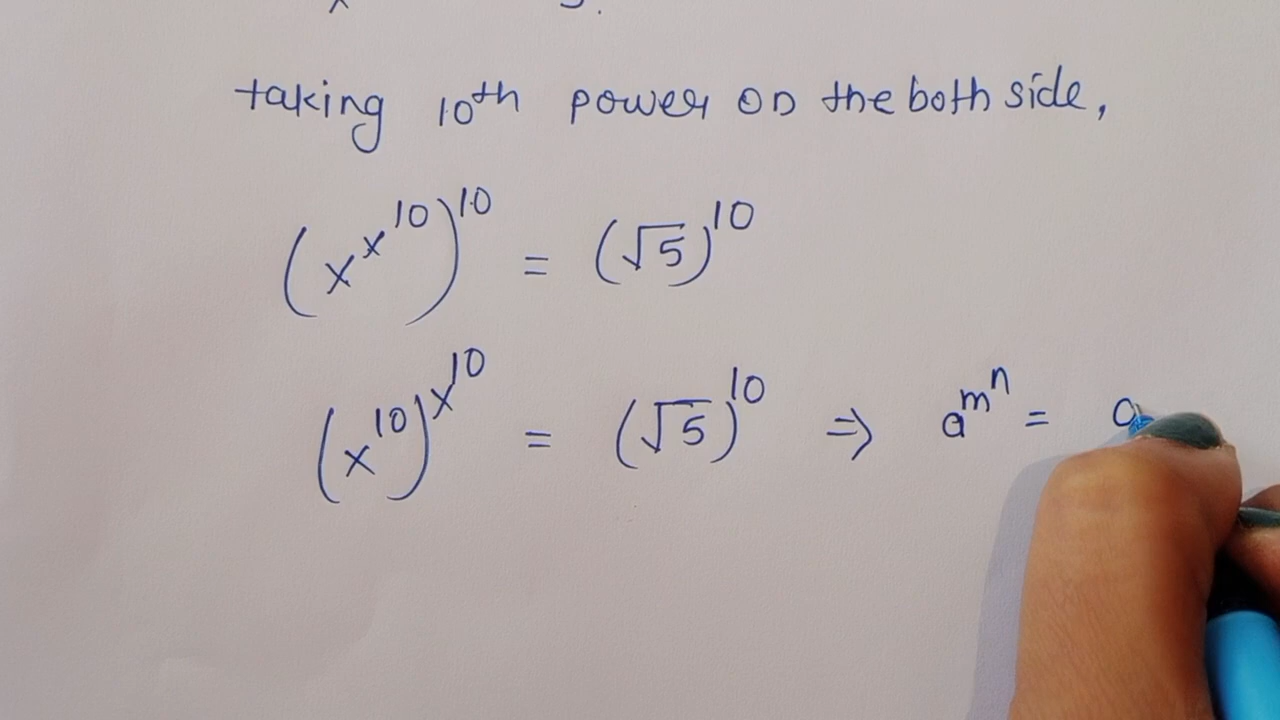 taking 10th power on the both side,
(x^x^10)^10 = (√5)^10
(x^10)^x^10 = (√5)^10 ⇒ a^m^n = a